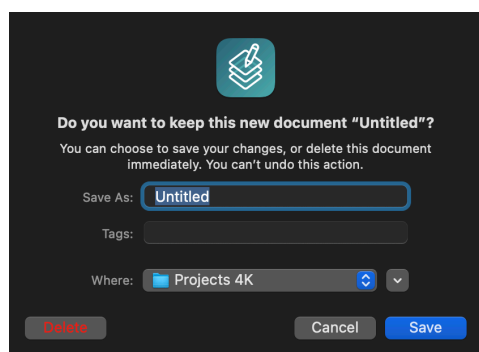 Do you want to keep this new document “Untitled”?
You can choose to save your changes, or delete this document
immediately. You can’t undo this action.
Save As: Untitled
Tags:
Where: Projects 4K
Delete Cancel Save